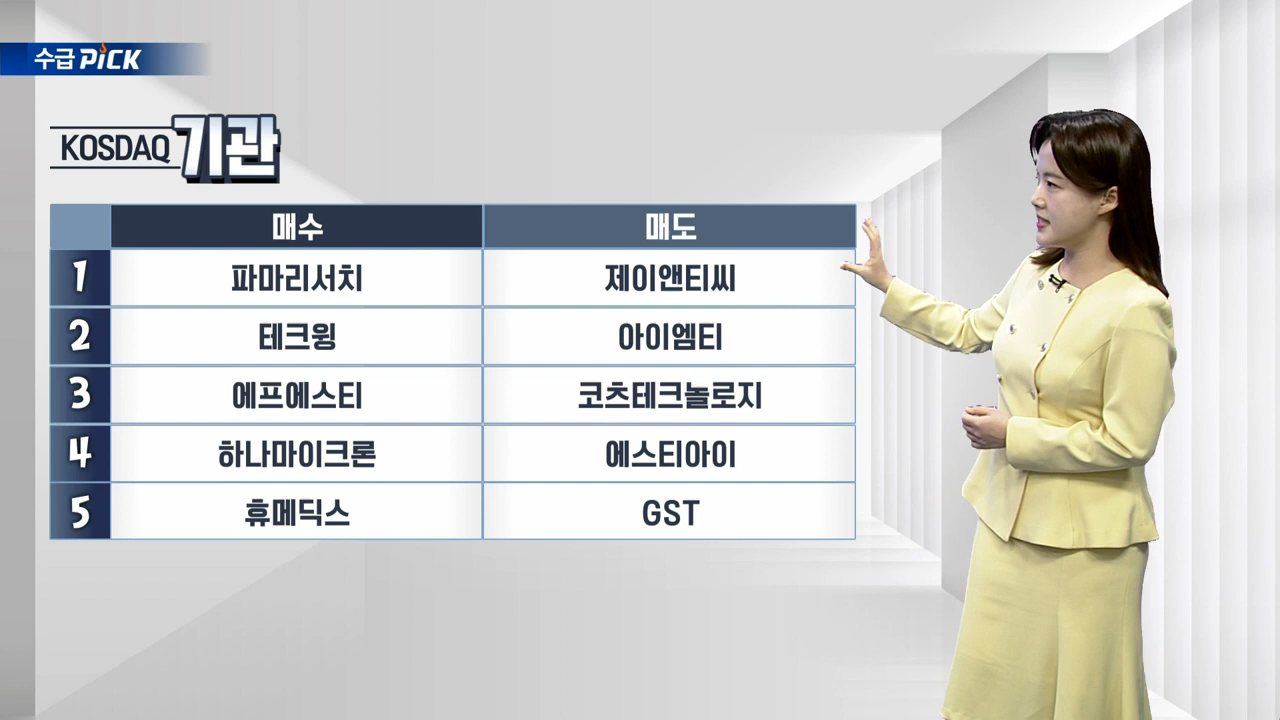 수급 PiCK
KOSDAQ 기관
매수 매도
1 파마리서치 제이앤티씨
2 테크윙 아이엠티
3 에프에스티 코츠테크놀로지
4 하나마이크론 에스티아이
5 휴메딕스 GST